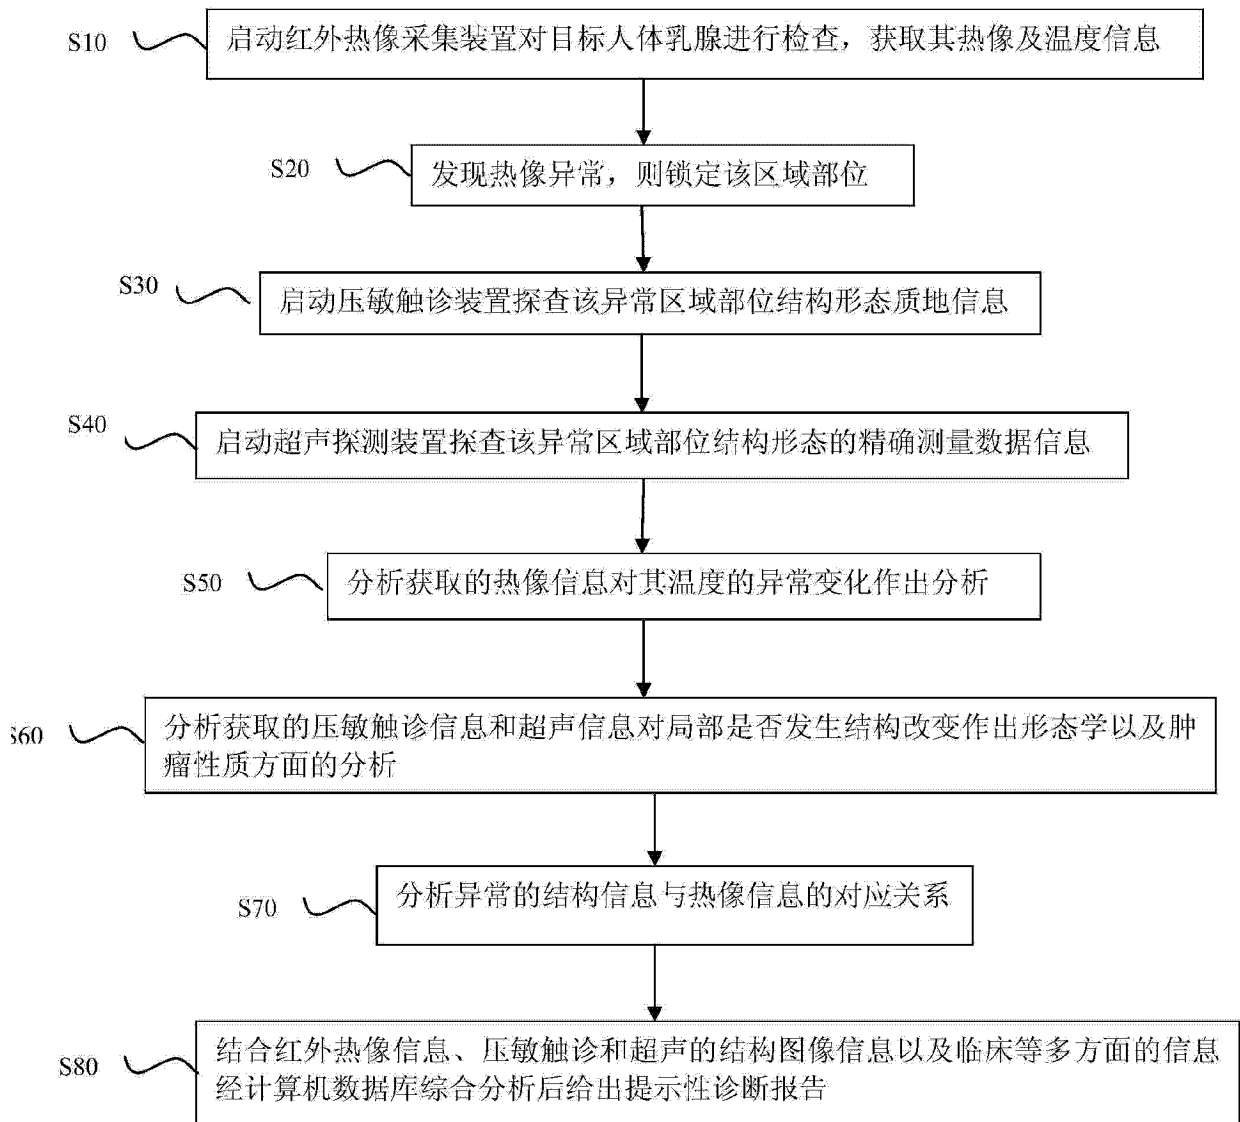 S10
启动红外热像采集装置对目标人体乳腺进行检查，获取其热像及温度信息
S20
发现热像异常，则锁定该区域部位
S30
启动压敏触诊装置探查该异常区域部位结构形态质地信息
S40
启动超声探测装置探查该异常区域部位结构形态的精确测量数据信息
S50
分析获取的热像信息对其温度的异常变化作出分析
S60
分析获取的压敏触诊信息和超声信息对局部是否发生结构改变作出形态学以及肿
瘤性质方面的分析
S70
分析异常的结构信息与热像信息的对应关系
S80
结合红外热像信息、压敏触诊和超声的结构图像信息以及临床等多方面的信息
经计算机数据库综合分析后给出提示性诊断报告